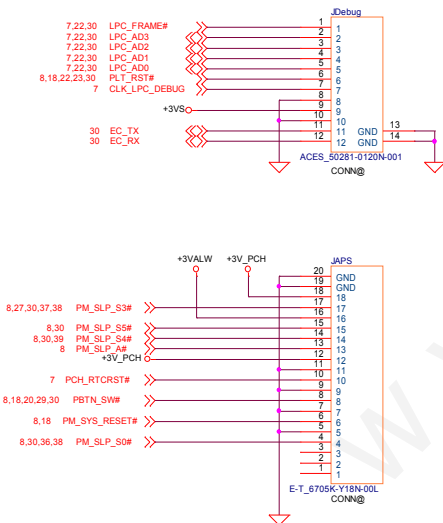 JDebug
7,22,30 LPC_FRAME# 1 1
7,22,30 LPC_AD3 2 2
7,22,30 LPC_AD2 3 3
7,22,30 LPC_AD1 4 4
7,22,30 LPC_AD0 5 5
8,18,22,23,30 PLT_RST# 6 6
7 CLK_LPC_DEBUG 7 7
8 8
+3VS 9 9
10 10
30 EC_TX 11 11 GND 13
30 EC_RX 12 12 GND 14
ACES_50281-0120N-001
CONN@
+3VALW +3V_PCH JAPS
20 GND
19 GND
18 18
8,27,30,37,38 PM_SLP_S3# 17 17
16 16
8,30 PM_SLP_S5# 15 15
8,30,39 PM_SLP_S4# 14 14
8 PM_SLP_A# 13 13
+3V_PCH 12 12
11 11
7 PCH_RTCRST# 10 10
9 9
8,18,20,29,30 PBTN_SW# 8 8
7 7
8,18 PM_SYS_RESET# 6 6
5 5
8,30,36,38 PM_SLP_S0# 4 4
3 3
2 2
1 1
E-T_6705K-Y18N-00L
CONN@